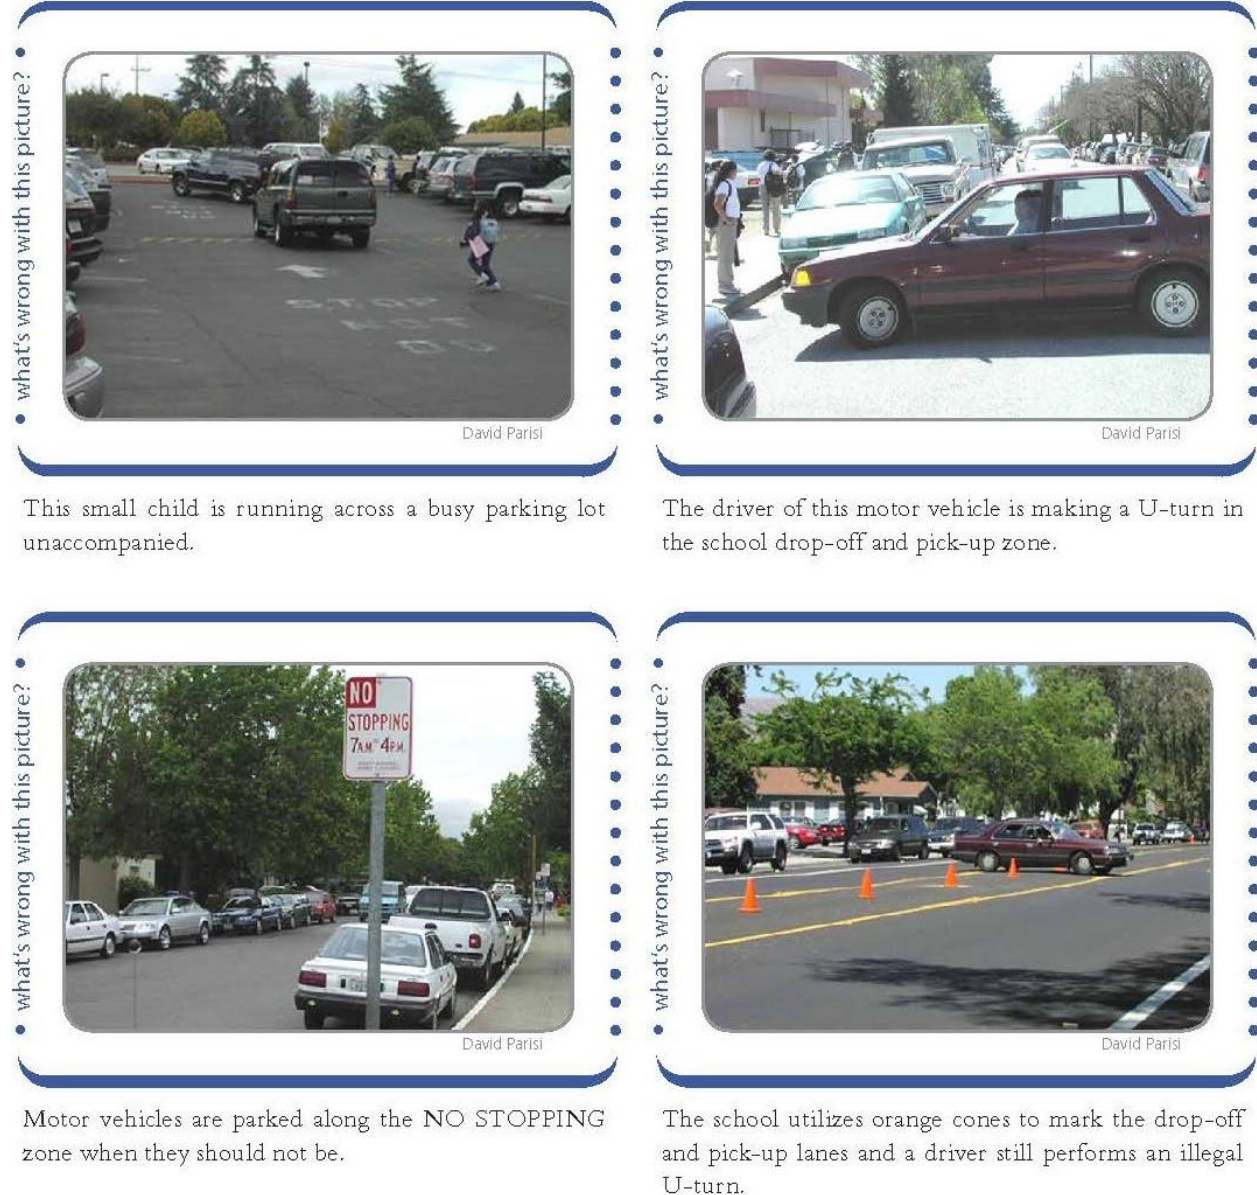 what's wrong with this picture?
STOP
BUS
David Parisi
This small child is running across a busy parking lot
unaccompanied.
what's wrong with this picture?
David Parisi
The driver of this motor vehicle is making a U-turn in
the school drop-off and pick-up zone.
what's wrong with this picture?
NO
STOPPING
7A.M. 4P.M.
David Parisi
Motor vehicles are parked along the NO STOPPING
zone when they should not be.
what's wrong with this picture?
David Parisi
The school utilizes orange cones to mark the drop-off
and pick-up lanes and a driver still performs an illegal
U-turn.